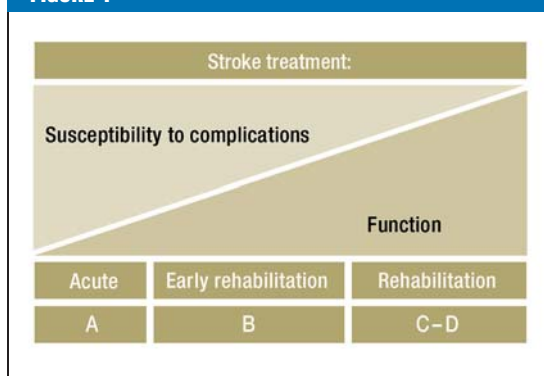 Stroke treatment:
Susceptibility to complications
Function
Acute Early rehabilitation Rehabilitation
A B C–D